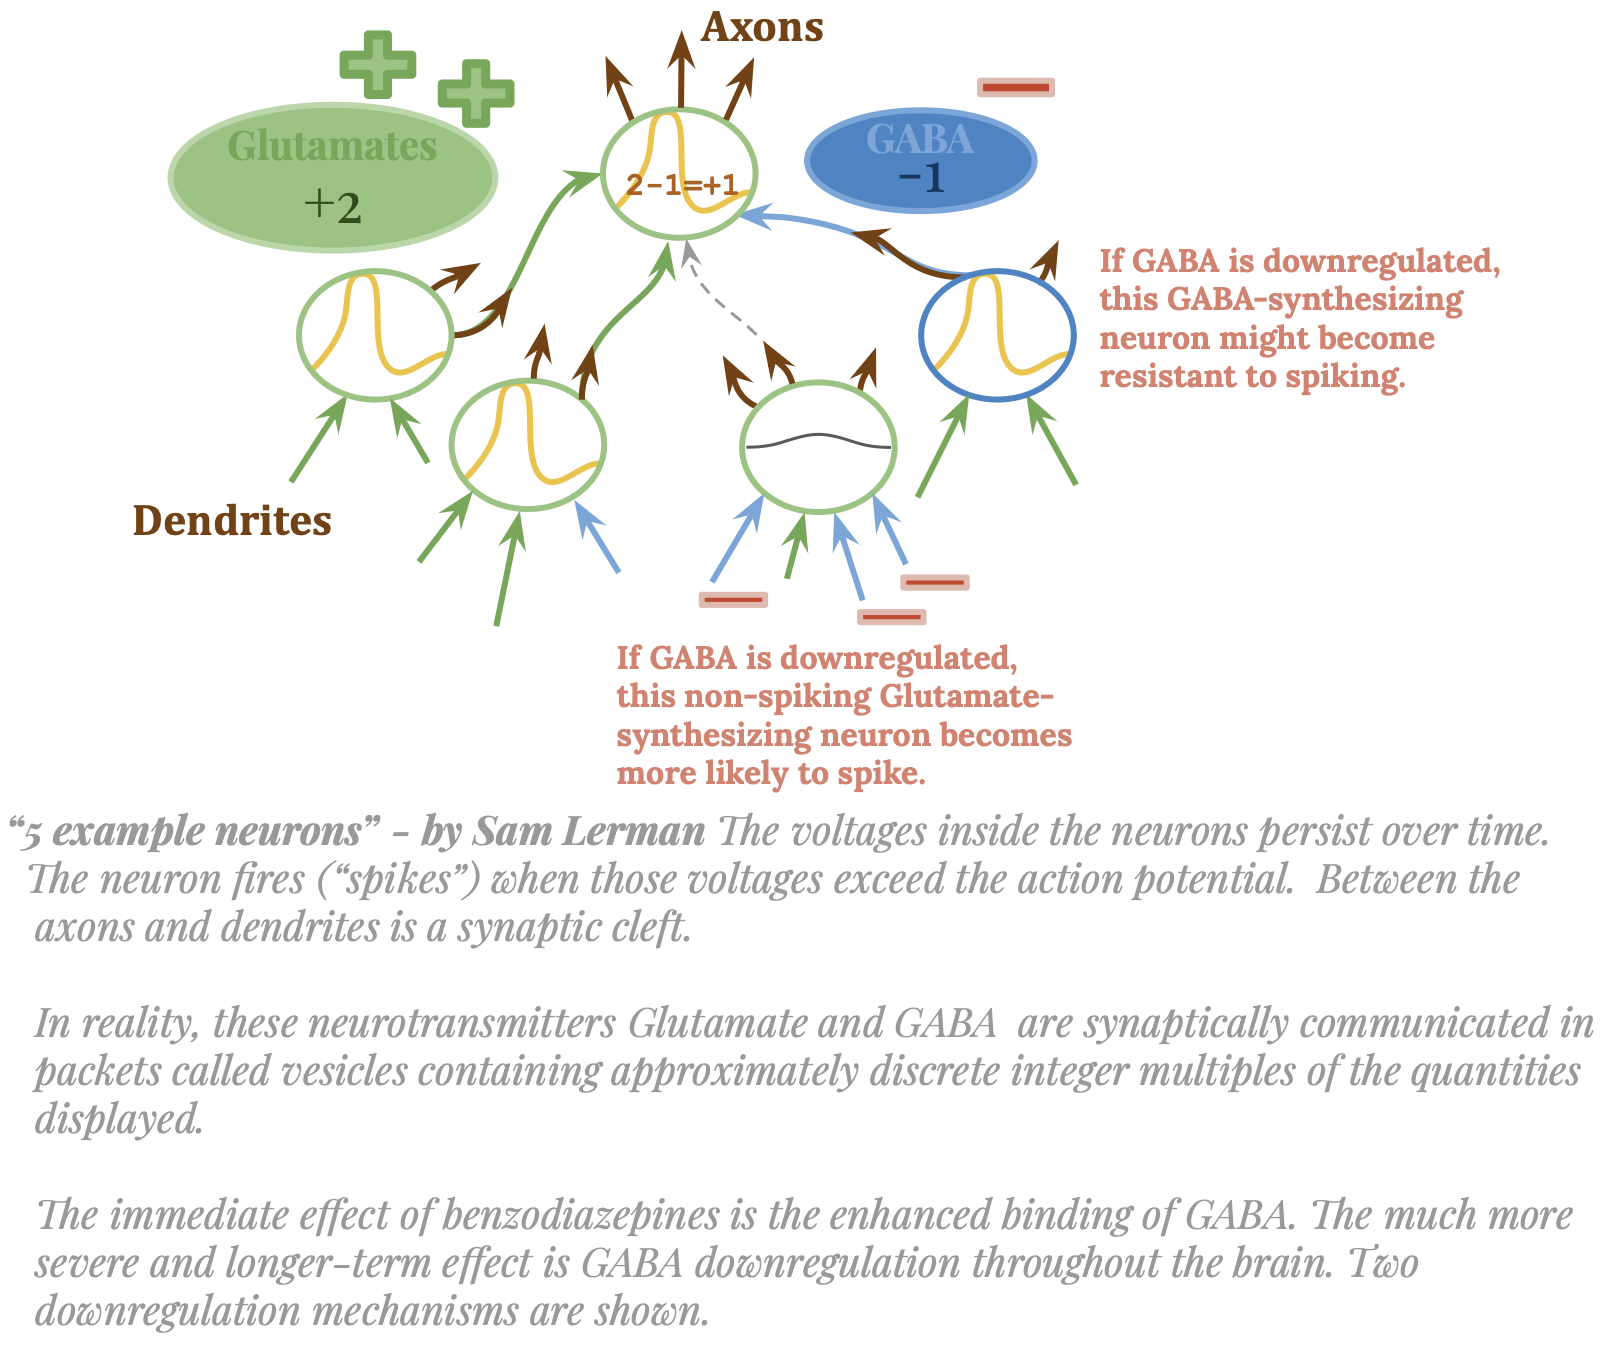 Axons
Glutamates
+2
2-1=+1
GABA
-1
If GABA is downregulated,
this GABA-synthesizing
neuron might become
resistant to spiking.
Dendrites
If GABA is downregulated,
this non-spiking Glutamate-
synthesizing neuron becomes
more likely to spike.
“5 example neurons” - by Sam Lerman The voltages inside the neurons persist over time.
The neuron fires (“spikes”) when those voltages exceed the action potential. Between the
axons and dendrites is a synaptic cleft.
In reality, these neurotransmitters Glutamate and GABA are synaptically communicated in
packets called vesicles containing approximately discrete integer multiples of the quantities
displayed.
The immediate effect of benzodiazepines is the enhanced binding of GABA. The much more
severe and longer-term effect is GABA downregulation throughout the brain. Two
downregulation mechanisms are shown.